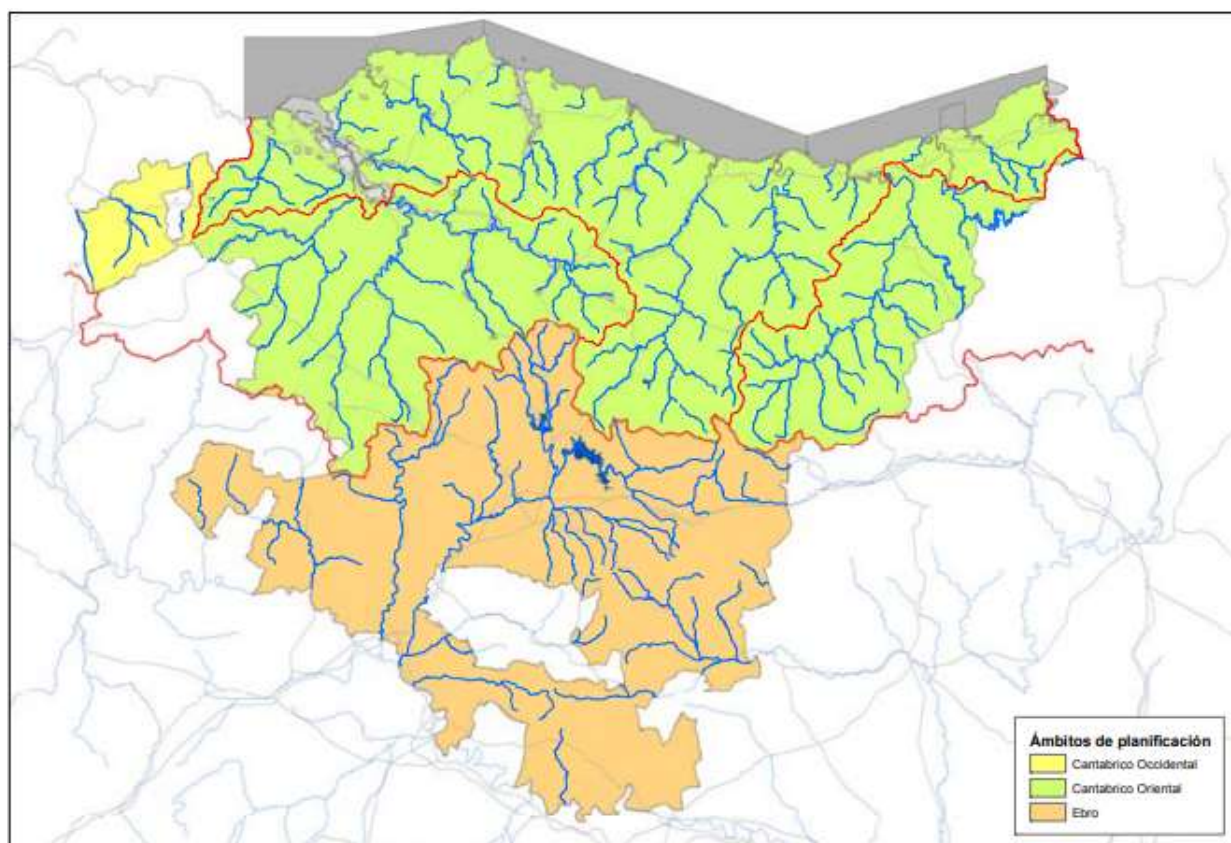 Ámbitos de planificación
Cantabrico Occidental
Cantabrico Oriental
Ebro